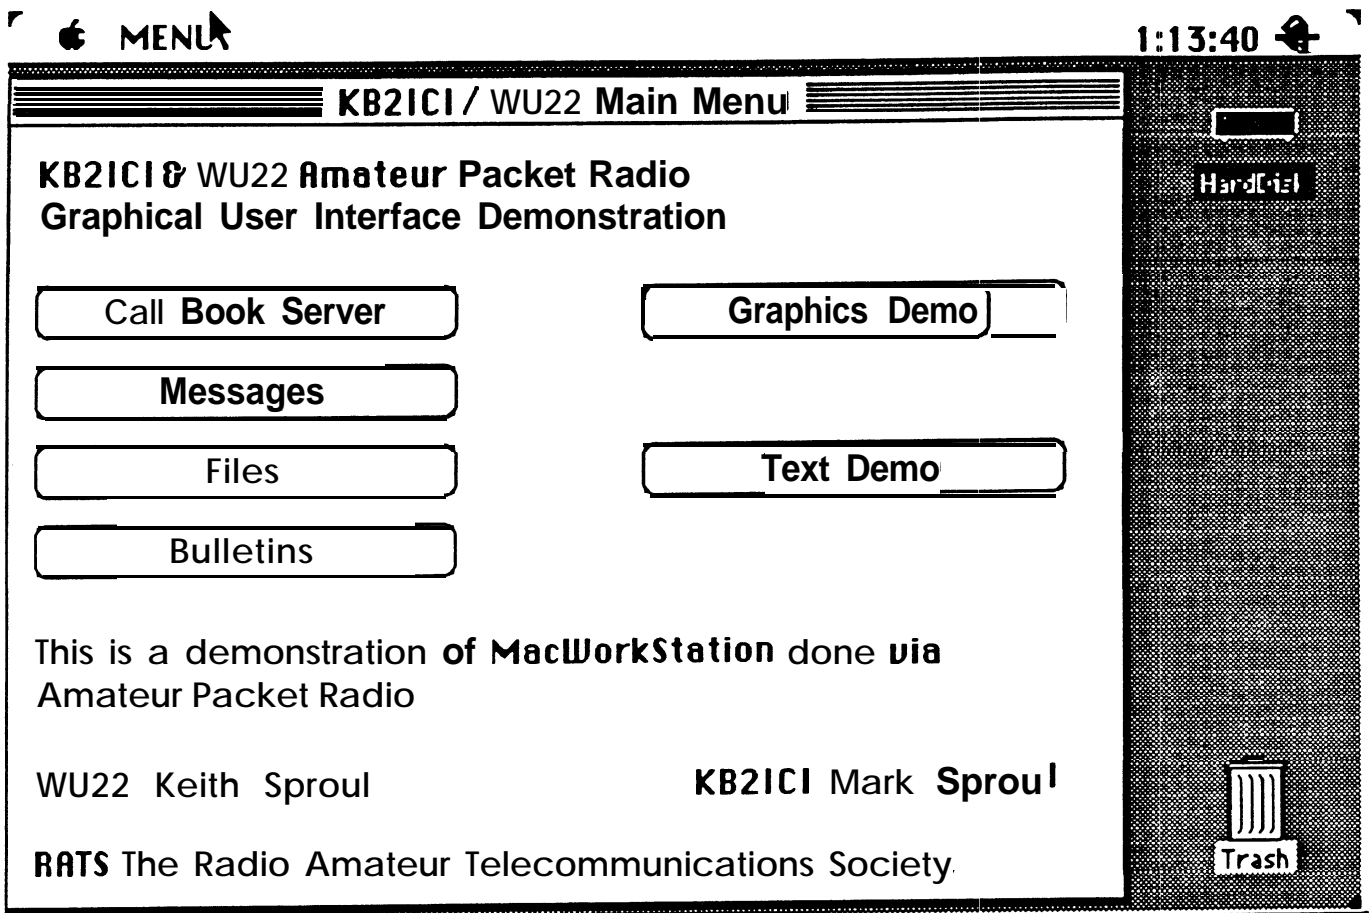 MENU
1:13:40
KB2ICI / WU22 Main Menu
HardDisk
KB2ICI & WU22 Amateur Packet Radio
Graphical User Interface Demonstration
Call Book Server
Graphics Demo
Messages
Files
Text Demo
Bulletins
This is a demonstration of MacWorkStation done via
Amateur Packet Radio
WU22 Keith Sproul
KB2ICI Mark Sproul
RATS The Radio Amateur Telecommunications Society
Trash